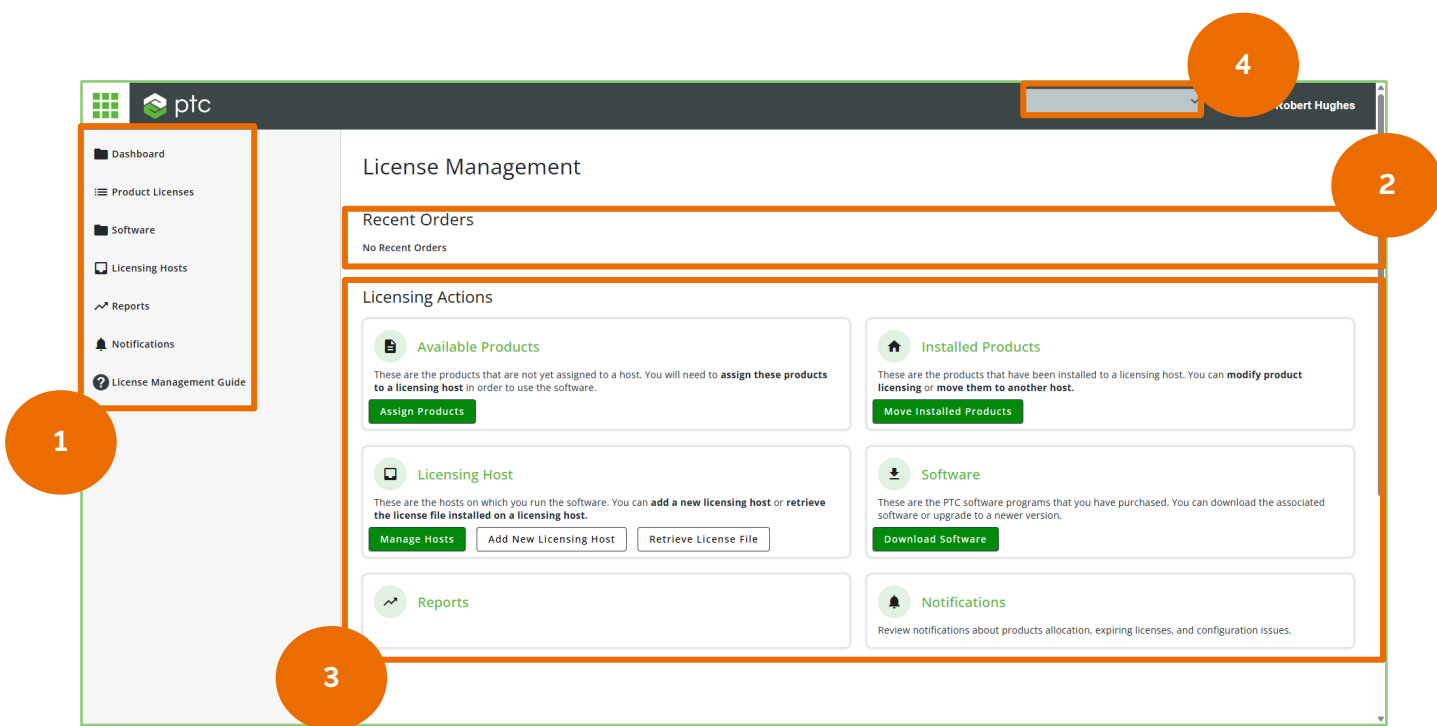 4
ptc
Robert Hughes
Dashboard
Product Licenses
Software
Licensing Hosts
Reports
Notifications
License Management Guide
1
License Management
2
Recent Orders
No Recent Orders
Licensing Actions
Available Products
These are the products that are not yet assigned to a host. You will need to assign these products
to a licensing host in order to use the software.
Assign Products
Installed Products
These are the products that have been installed to a licensing host. You can modify product
licensing or move them to another host.
Move Installed Products
Licensing Host
These are the hosts on which you run the software. You can add a new licensing host or retrieve
the license file installed on a licensing host.
Manage Hosts
Add New Licensing Host
Retrieve License File
Software
These are the PTC software programs that you have purchased. You can download the associated
software or upgrade to a newer version.
Download Software
Reports
Notifications
Review notifications about products allocation, expiring licenses, and configuration issues.
3